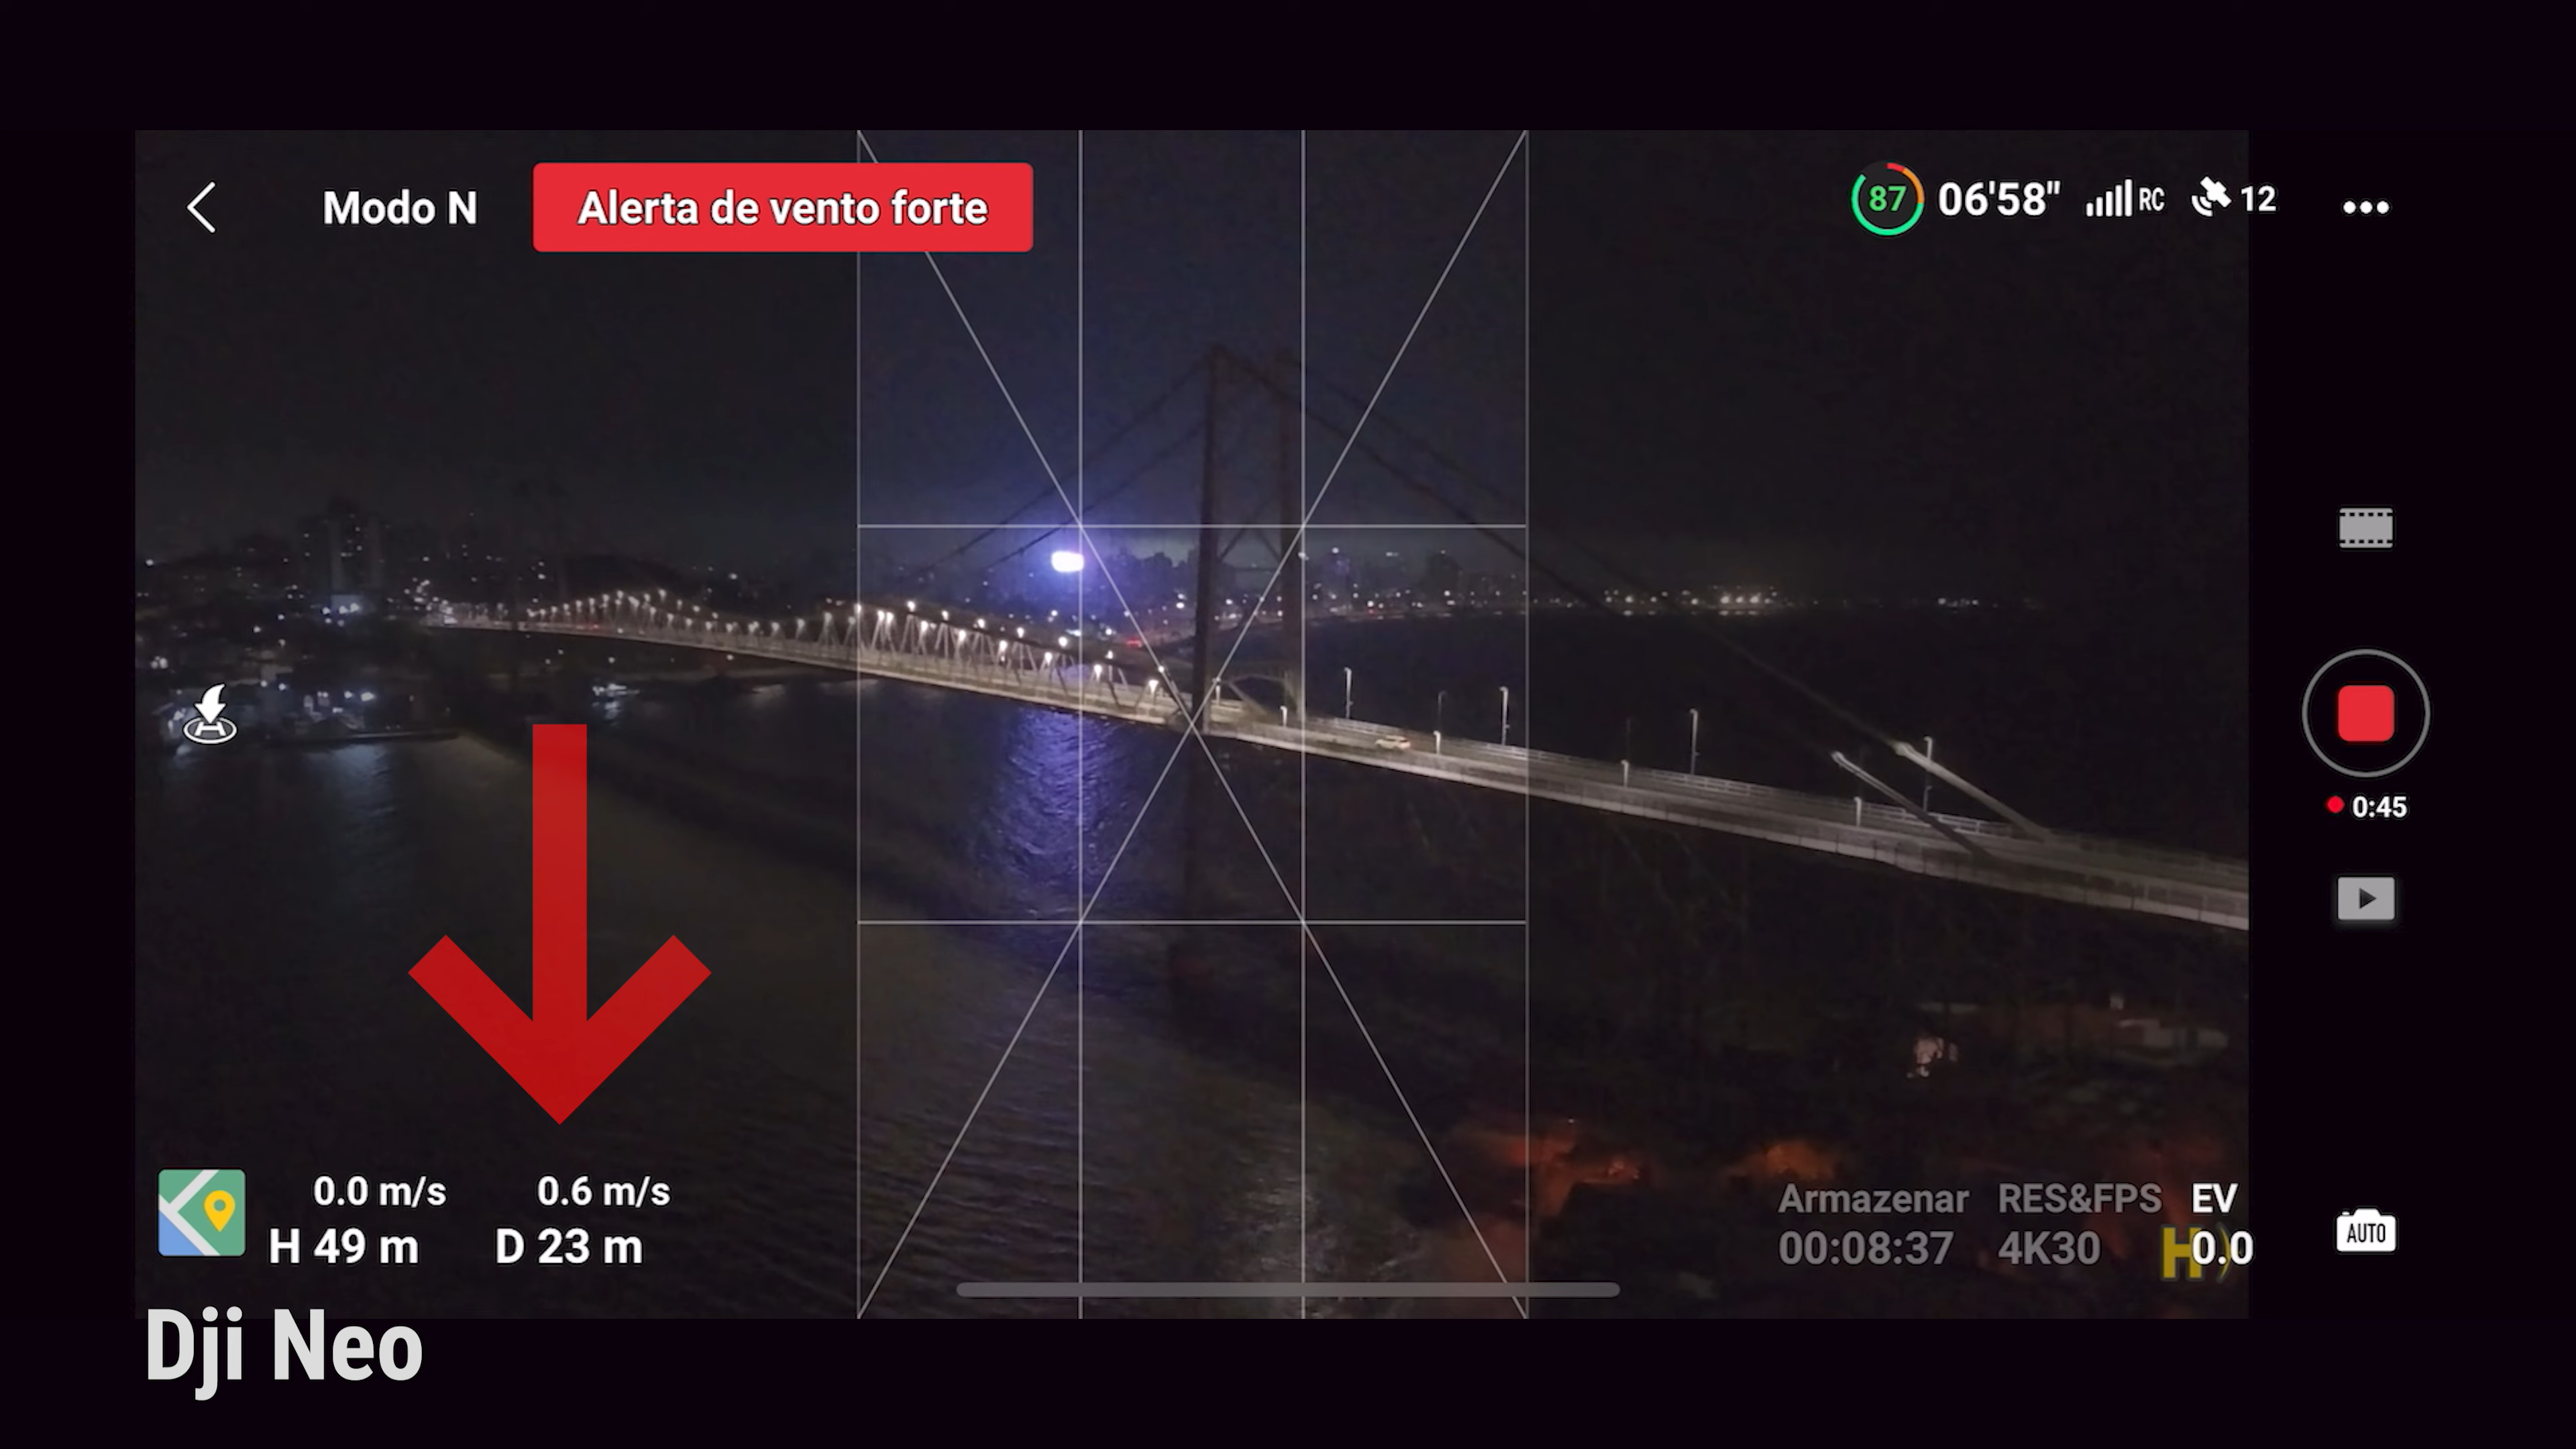 Modo N
Alerta de vento forte
87
06'58"
RC
12
0:45
0.0 m/s
0.6 m/s
H 49 m
D 23 m
Armazenar
RES&FPS
EV
00:08:37
4K30
H
0.0
AUTO
Dji Neo